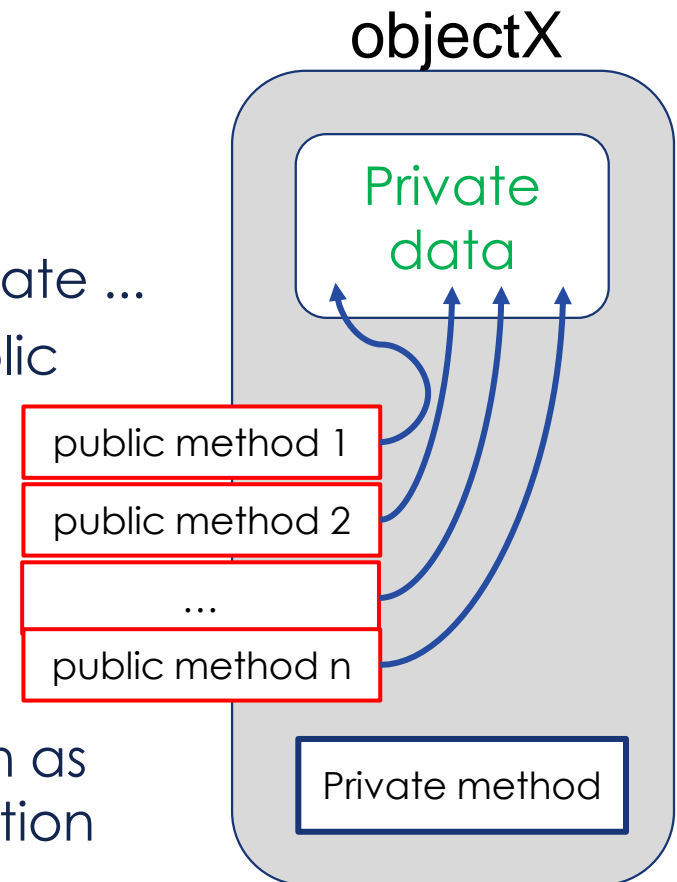 objectX
Private
data
ate ...
lic
public method 1
public method 2
...
public method n
n as
tion
Private method